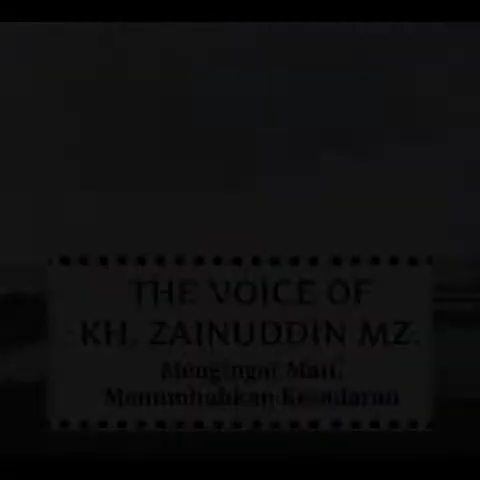 THE VOICE OF
KH. ZAINUDDIN MZ.
Mengingat Mati,
Menumbuhkan Kesadaran